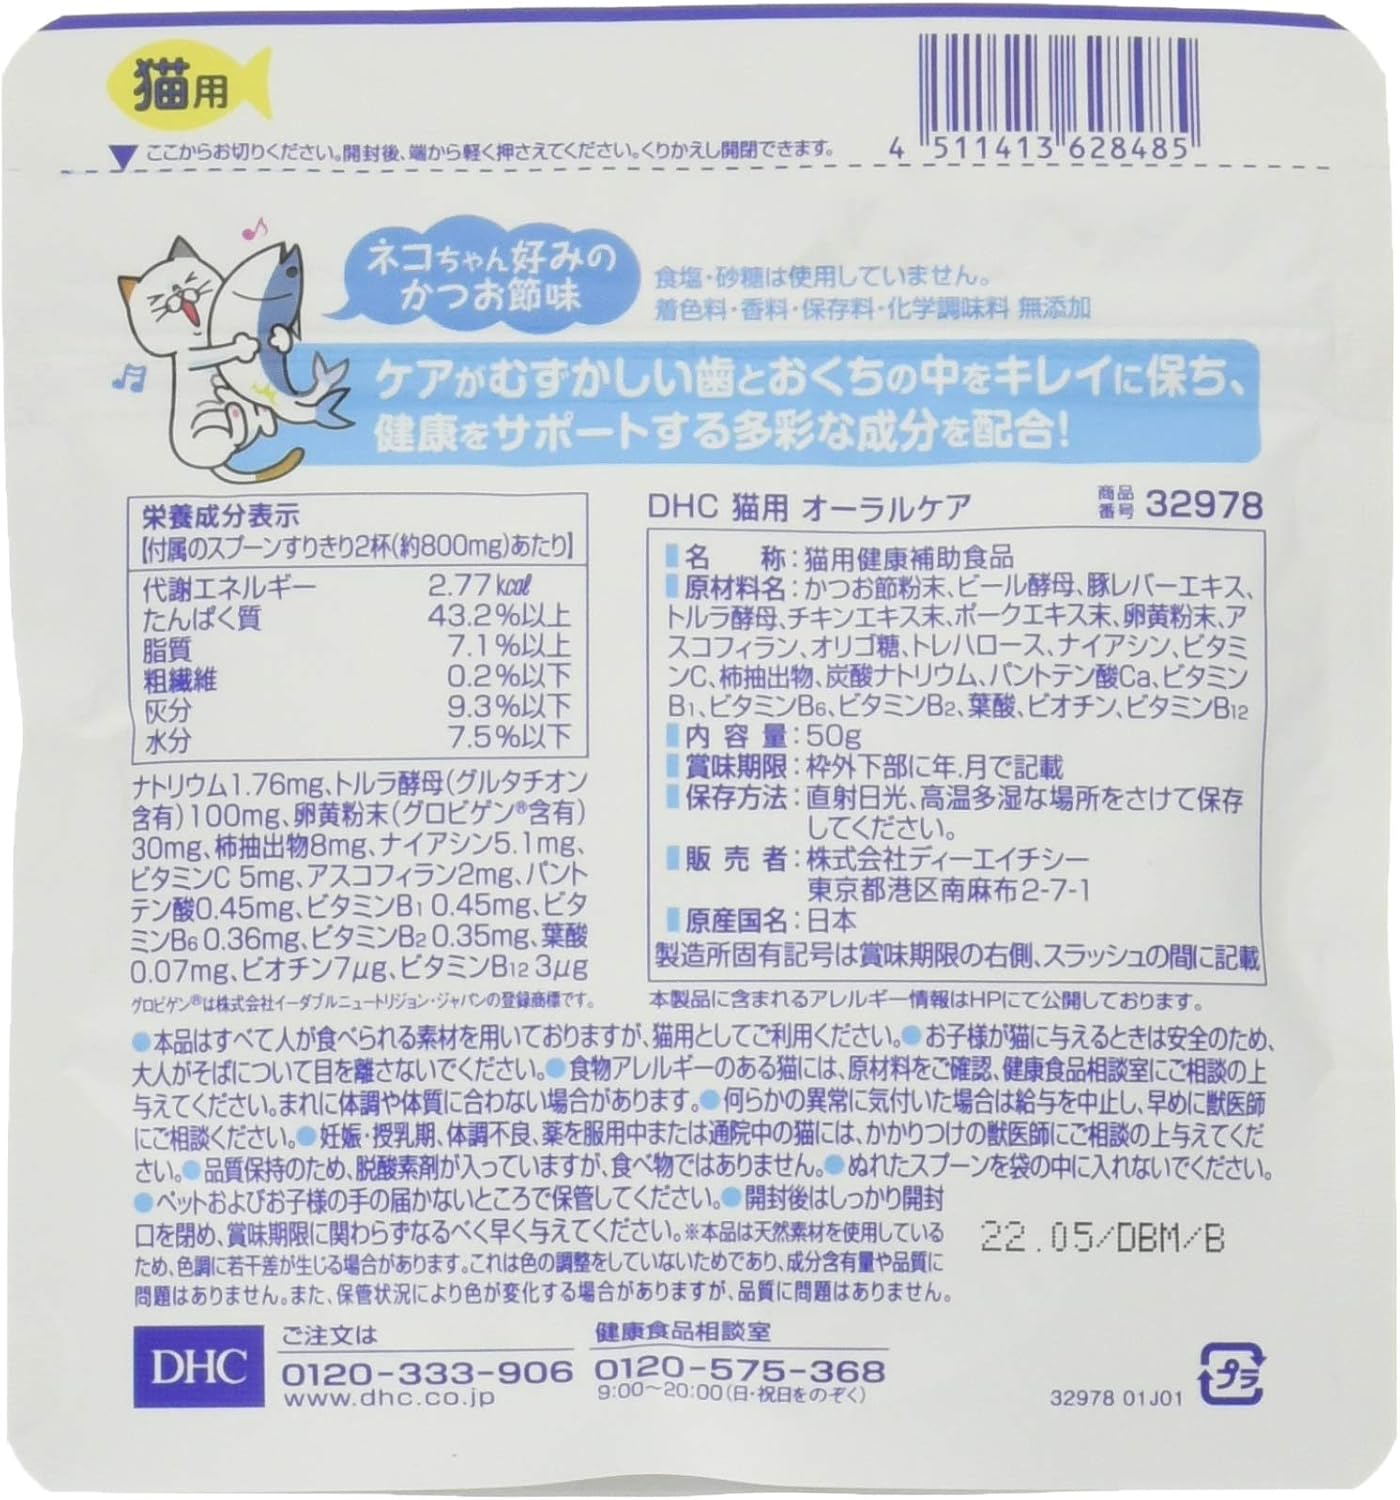 猫用
ここからお切りください。開封後、端から軽く押さえてください。くりかえし開閉できます。
4 511413 628485
ネコちゃん好みの
かつお節味
食塩・砂糖は使用していません。
着色料・香料・保存料・化学調味料 無添加
ケアがむずかしい歯とおくちの中をキレイに保ち、
健康をサポートする多彩な成分を配合!
栄養成分表示
【付属のスプーンすりきり2杯(約800mg)あたり】
代謝エネルギー 2.77kcal
たんぱく質 43.2%以上
脂質 7.1%以上
粗繊維 0.2%以下
灰分 9.3%以下
水分 7.5%以下
ナトリウム1.76mg、トルラ酵母(グルタチオン
含有)100mg、卵黄粉末(グロビゲン®含有)
30mg、柿抽出物8mg、ナイアシン5.1mg、
ビタミンC 5mg、アスコフィラン2mg、パント
テン酸0.45mg、ビタミンB1 0.45mg、ビタ
ミンB6 0.36mg、ビタミンB2 0.35mg、葉酸
0.07mg、ビオチン7μg、ビタミンB12 3μg
グロビゲン®は株式会社イーダブルニュートリション・ジャパンの登録商標です。
DHC 猫用 オーラルケア 商品番号 32978
名称:猫用健康補助食品
原材料名:かつお節粉末、ビール酵母、豚レバーエキス、
トルラ酵母、チキンエキス末、ポークエキス末、卵黄粉末、ア
スコフィラン、オリゴ糖、トレハロース、ナイアシン、ビタミ
ンC、柿抽出物、炭酸ナトリウム、パントテン酸Ca、ビタミン
B1、ビタミンB6、ビタミンB2、葉酸、ビオチン、ビタミンB12
内容量:50g
賞味期限:枠外下部に年.月で記載
保存方法:直射日光、高温多湿な場所をさけて保存
してください。
販売者:株式会社ディーエイチシー
東京都港区南麻布2-7-1
原産国名:日本
製造所固有記号は賞味期限の右側、スラッシュの間に記載
本製品に含まれるアレルギー情報はHPにて公開しております。
●本品はすべて人が食べられる素材を用いておりますが、猫用としてご利用ください。●お子様が猫に与えるときは安全のため、
大人がそばについて目を離さないでください。●食物アレルギーのある猫には、原材料をご確認、健康食品相談室にご相談の上
与えてください。まれに体調や体質に合わない場合があります。●何らかの異常に気付いた場合は給与を中止し、早めに獣医師
にご相談ください。●妊娠・授乳期、体調不良、薬を服用中または通院中の猫には、かかりつけの獣医師にご相談の上与えてくだ
さい。●品質保持のため、脱酸素剤が入っていますが、食べ物ではありません。●ぬれたスプーンを袋の中に入れないでください。
●ペットおよびお子様の手の届かないところで保管してください。●開封後はしっかり開封
口を閉め、賞味期限に関わらずなるべく早く与えてください。※本品は天然素材を使用している
ため、色調に若干差が生じる場合があります。これは色の調整をしていないためであり、成分含有量や品質に
問題はありません。また、保管状況により色が変化する場合がありますが、品質に問題はありません。
22.05/DBM/B
DHC
ご注文は
0120-333-906
www.dhc.co.jp
健康食品相談室
0120-575-368
9:00〜20:00(日・祝日をのぞく)
32978 01J01
プラ